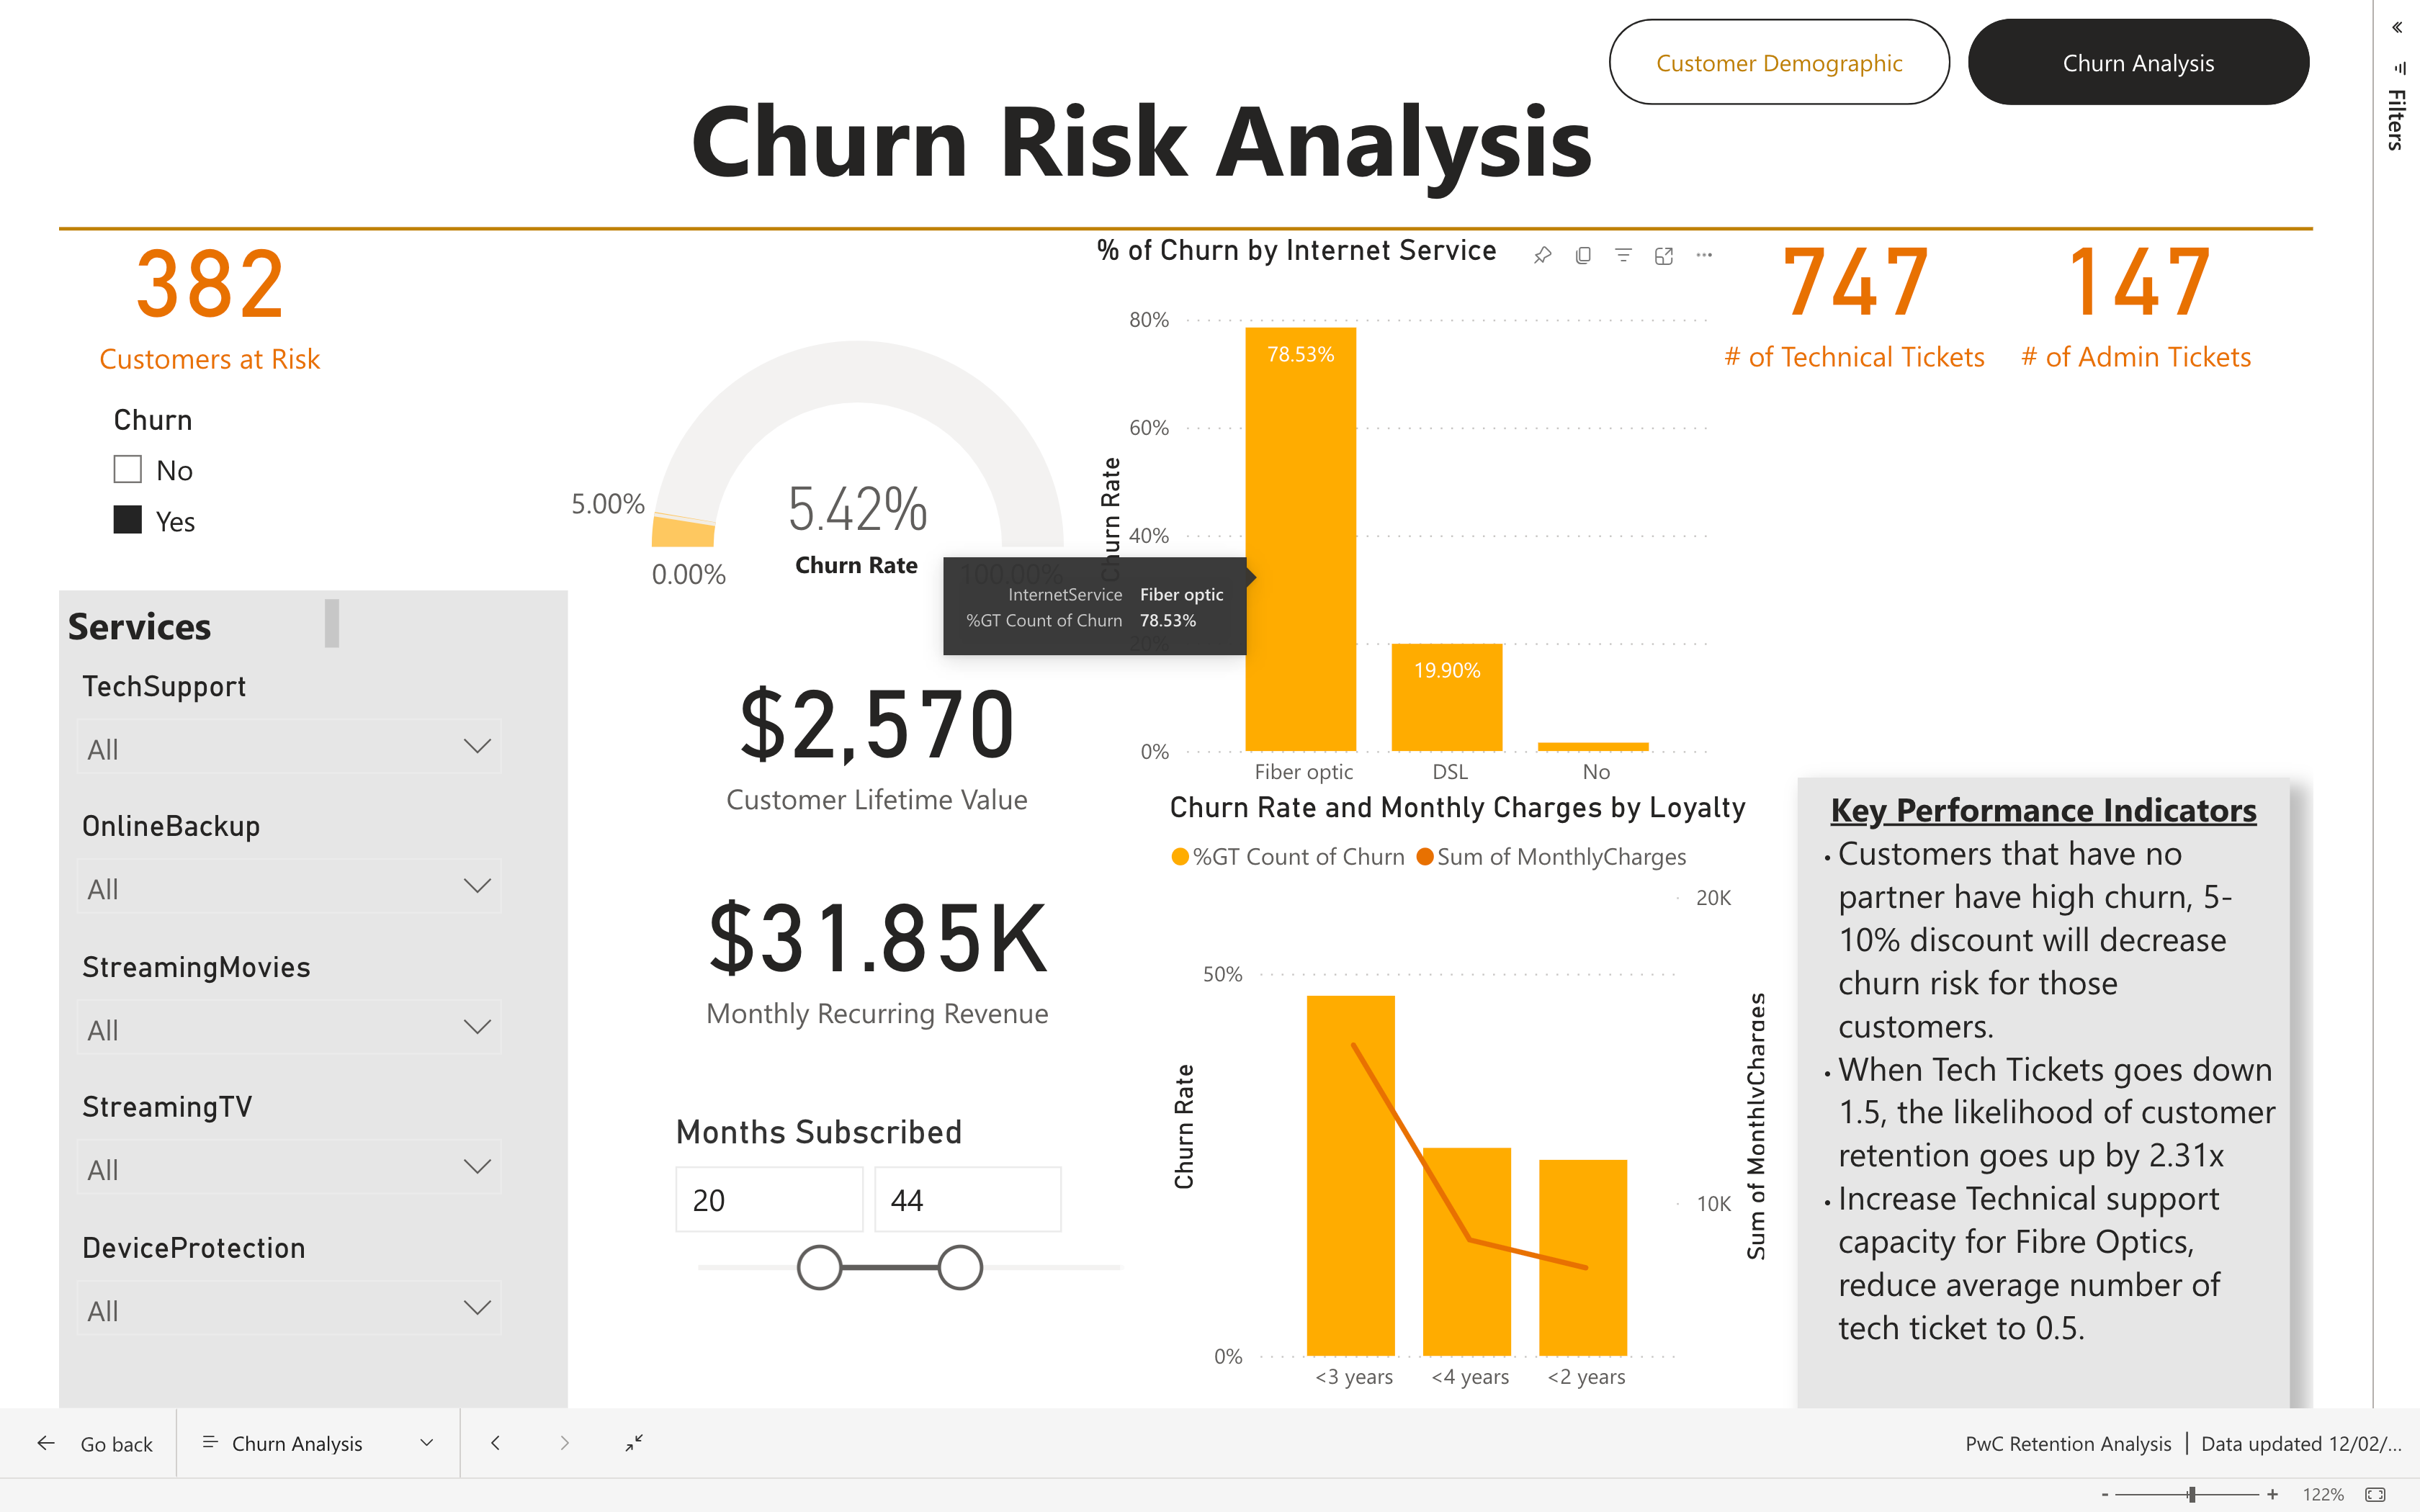 Customer Demographic
Churn Analysis
«
Filters
Churn Risk Analysis
382
Customers at Risk
Churn
No
Yes
5.00%
5.42%
Churn Rate
0.00%
100.00%
% of Churn by Internet Service
Churn Rate
80%
60%
40%
20%
0%
78.53%
19.90%
Fiber optic
DSL
No
InternetService Fiber optic
%GT Count of Churn 78.53%
747
# of Technical Tickets
147
# of Admin Tickets
Services
TechSupport
All
OnlineBackup
All
StreamingMovies
All
StreamingTV
All
DeviceProtection
All
$2,570
Customer Lifetime Value
$31.85K
Monthly Recurring Revenue
Months Subscribed
20
44
Churn Rate and Monthly Charges by Loyalty
%GT Count of Churn Sum of MonthlyCharges
Churn Rate
50%
0%
20K
10K
Sum of MonthlyCharges
<3 years
<4 years
<2 years
Key Performance Indicators
• Customers that have no
partner have high churn, 5-
10% discount will decrease
churn risk for those
customers.
• When Tech Tickets goes down
1.5, the likelihood of customer
retention goes up by 2.31x
• Increase Technical support
capacity for Fibre Optics,
reduce average number of
tech ticket to 0.5.
Go back
Churn Analysis
PwC Retention Analysis | Data updated 12/02/...
- + 122%